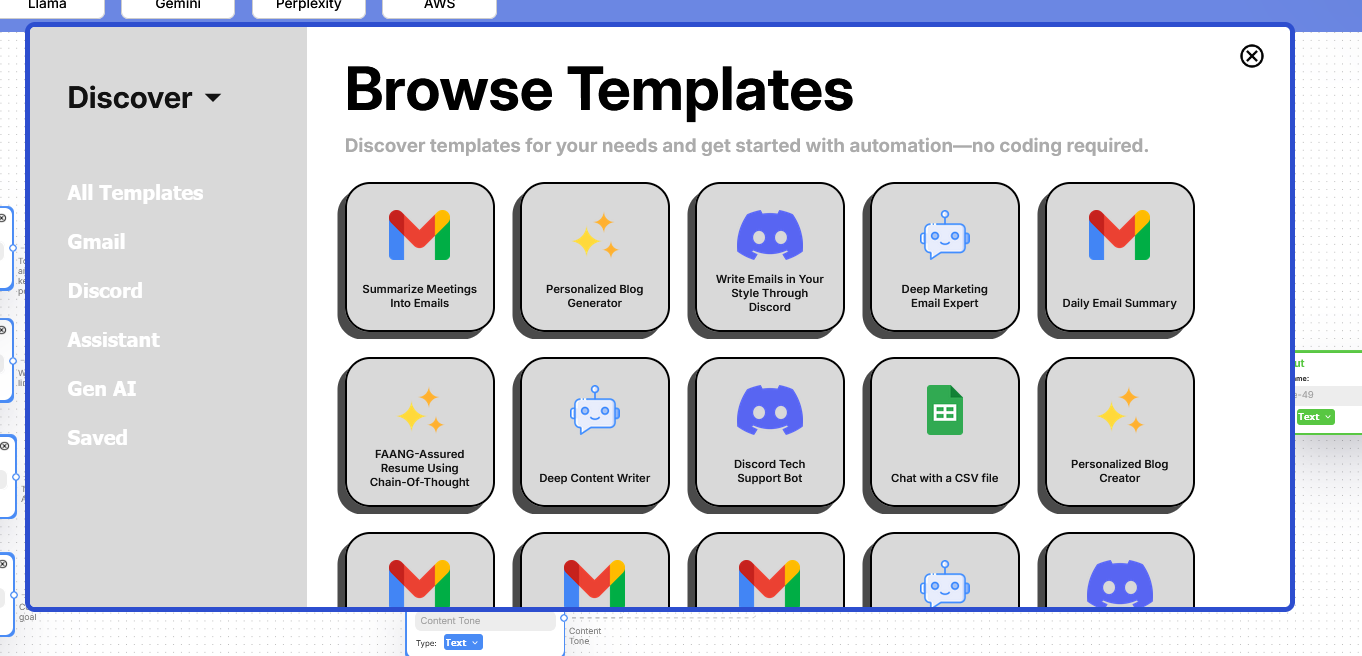 Llama
Gemini
Perplexity
AWS
Discover
Browse Templates
Discover templates for your needs and get started with automation—no coding required.
All Templates
Gmail
Discord
Assistant
Gen AI
Saved
Summarize Meetings
Into Emails
Personalized Blog
Generator
Write Emails in Your
Style Through
Discord
Deep Marketing
Email Expert
Daily Email Summary
FAANG-Assured
Resume Using
Chain-Of-Thought
Deep Content Writer
Discord Tech
Support Bot
Chat with a CSV file
Personalized Blog
Creator
ut
ame:
e-49
Text
goal
Content Tone
Type:
Text
Content
Tone